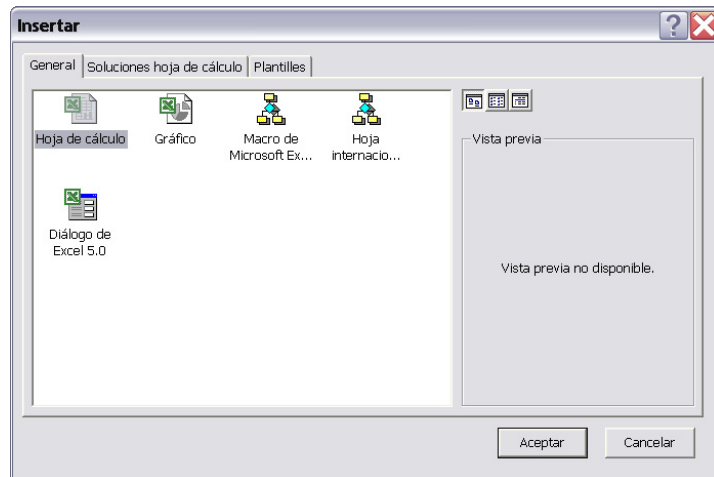 Insertar
General
Soluciones hoja de cálculo
Plantilles
Hoja de cálculo
Gráfico
Macro de
Microsoft Ex...
Hoja
internacio...
Diálogo de
Excel 5.0
Vista previa
Vista previa no disponible.
Aceptar
Cancelar